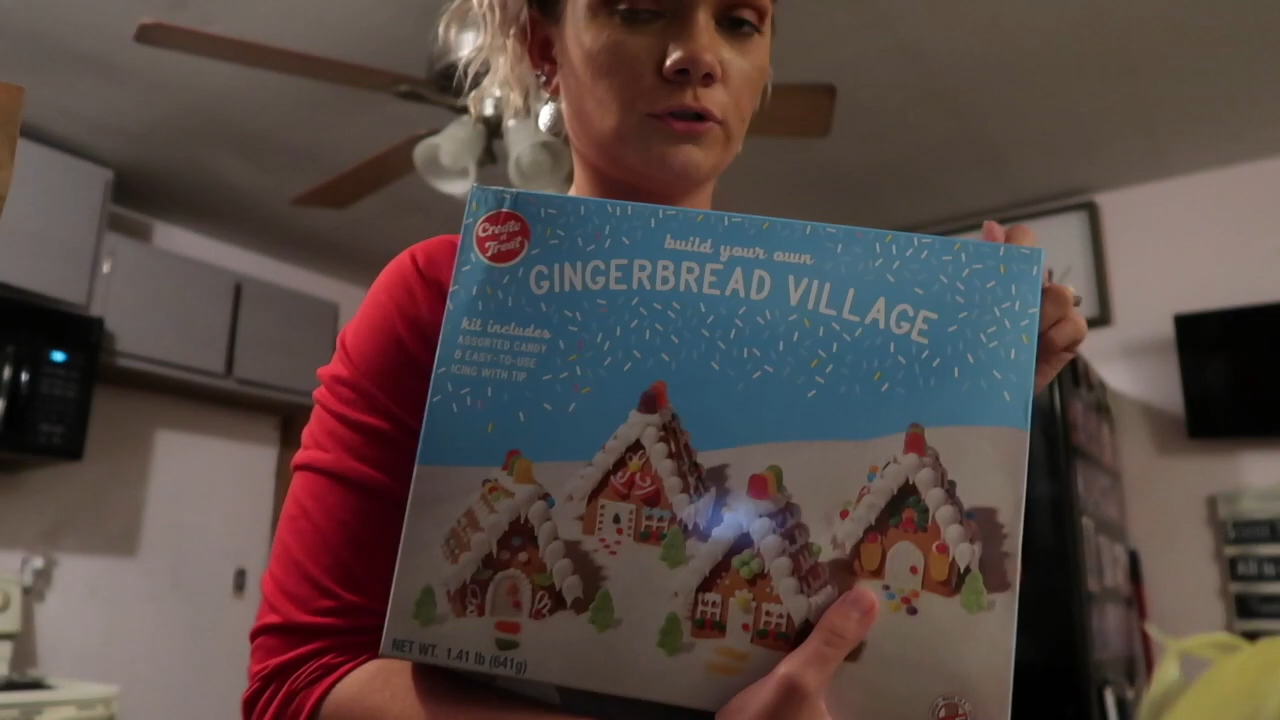 Create
a
Treat
build your own
GINGERBREAD VILLAGE
kit includes
ASSORTED CANDY
& EASY-TO-USE
ICING WITH TIP
NET WT. 1.41 lb (641g)